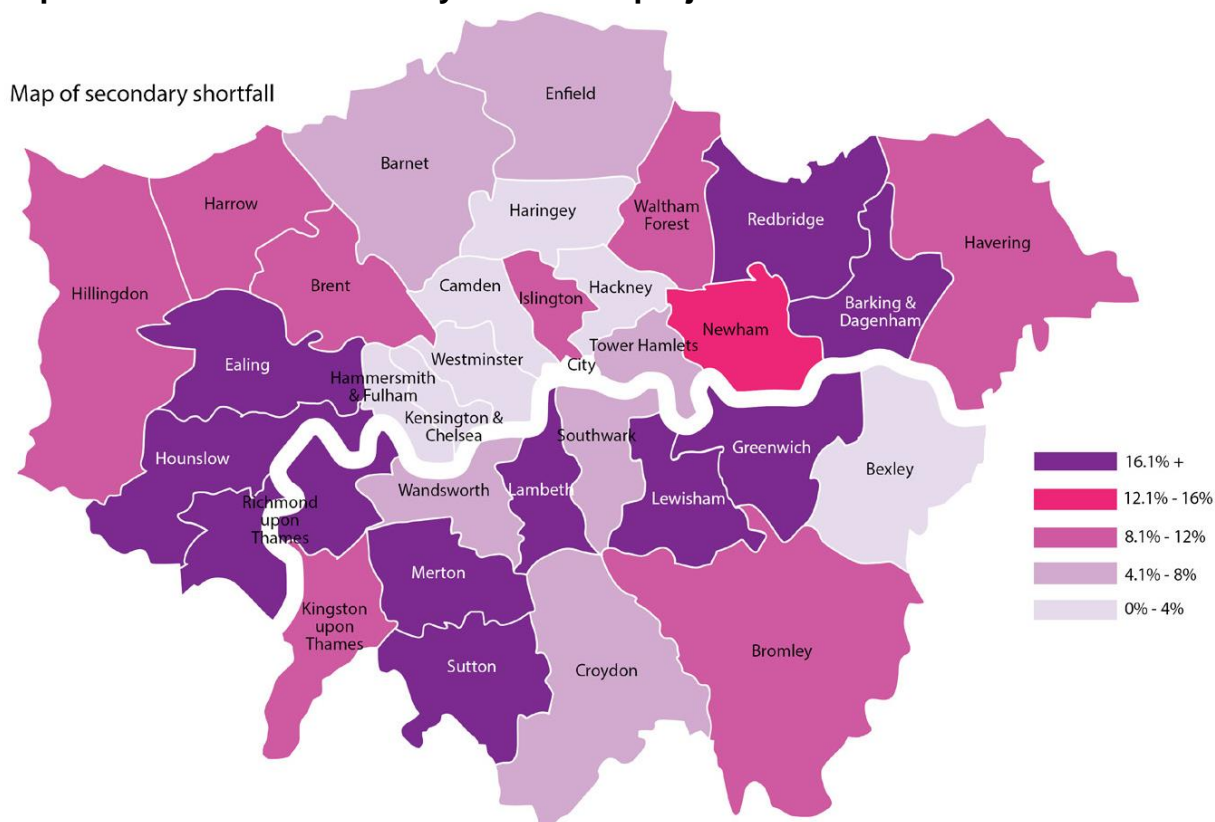 Map of secondary shortfall
Enfield
Barnet
Haringey
Waltham
Forest
Redbridge
Harrow
Havering
Hillingdon
Brent
Camden
Islington
Hackney
Barking &
Dagenham
Newham
Tower Hamlets
Westminster
City
Ealing
Hammersmith
& Fulham
Kensington &
Chelsea
Southwark
Greenwich
Hounslow
Bexley
Wandsworth
Lambeth
Lewisham
Richmond
upon
Thames
Merton
Kingston
upon
Thames
Sutton
Croydon
Bromley
16.1% +
12.1% - 16%
8.1% - 12%
4.1% - 8%
0% - 4%